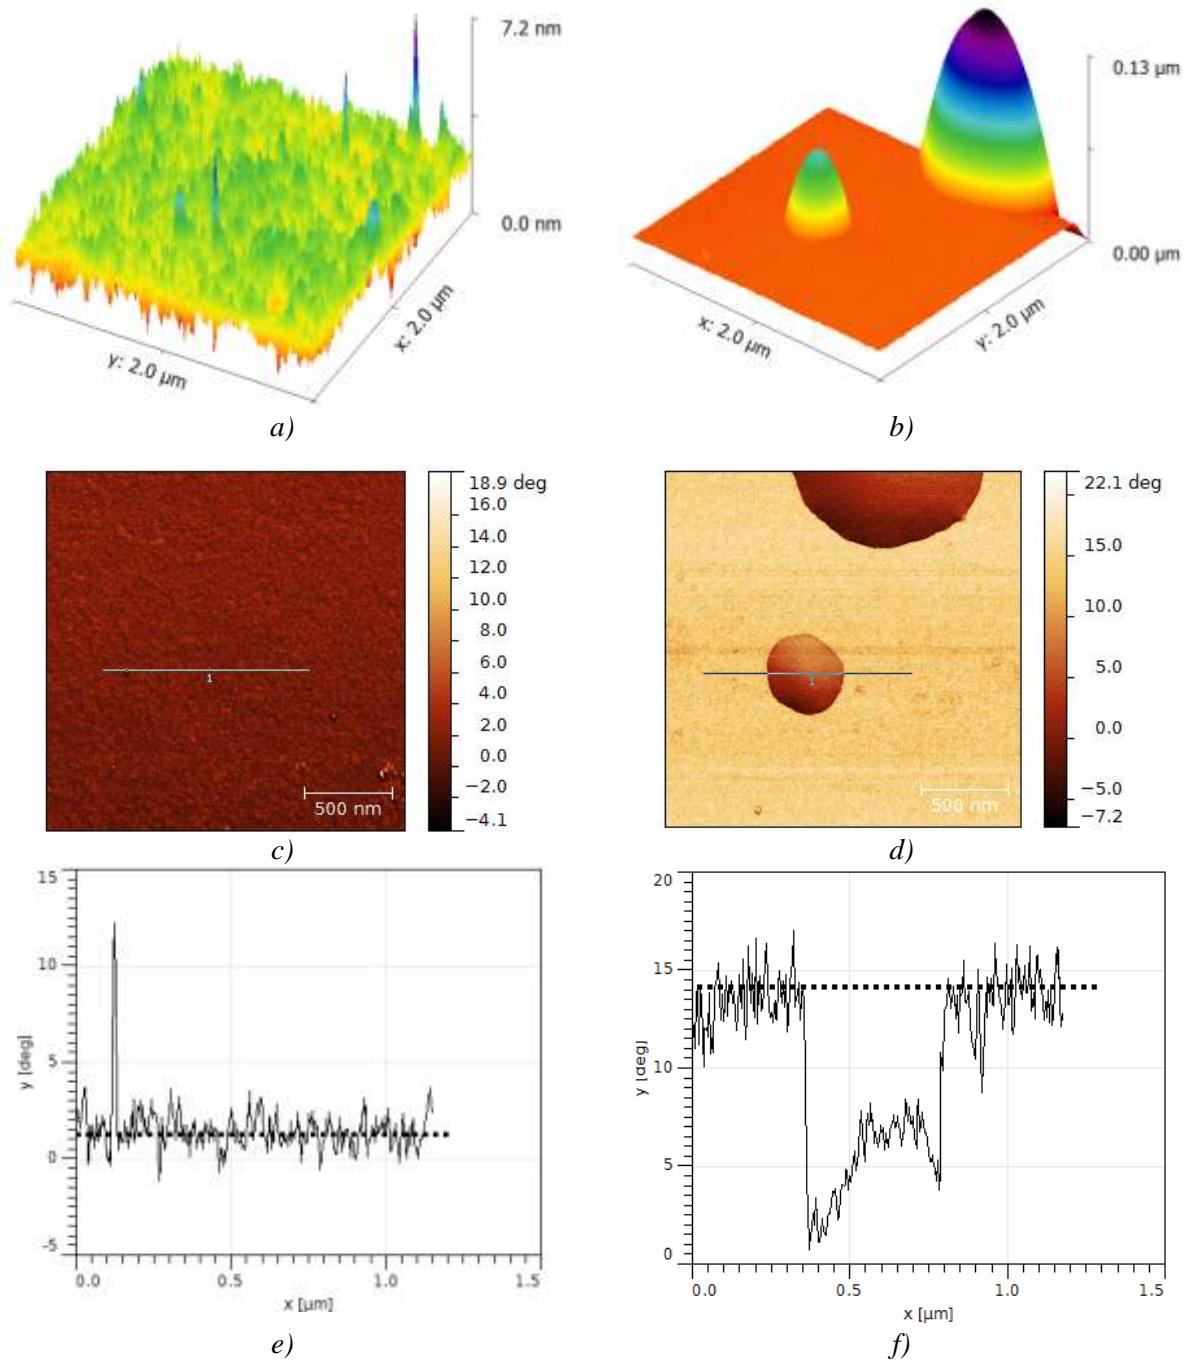 7.2 nm
0.0 nm
x: 2.0 µm
y: 2.0 µm
a)
0.13 µm
0.00 µm
x: 2.0 µm
y: 2.0 µm
b)
18.9 deg
16.0
14.0
12.0
10.0
8.0
6.0
4.0
2.0
0.0
−2.0
−4.1
1
500 nm
c)
22.1 deg
15.0
10.0
5.0
0.0
−5.0
−7.2
1
500 nm
d)
15
10
5
0
-5
y [deg]
0.0 0.5 1.0 1.5
x [µm]
e)
20
15
10
5
0
y [deg]
0.0 0.5 1.0 1.5
x [µm]
f)